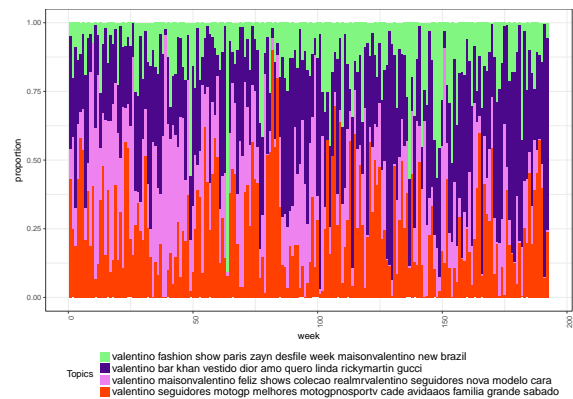 1.00
0.75
0.50
0.25
0.00
proportion
0
50
100
150
200
week
Topics
valentino fashion show paris zayn desfile week maisonvalentino new brazil
valentino bar khan vestido dior amo quero linda rickymartin gucci
valentino maisonvalentino feliz shows colecao realmrvalentino seguidores nova modelo cara
valentino seguidores motogp melhores motogpnosportv cade avidaaos familia grande sabado